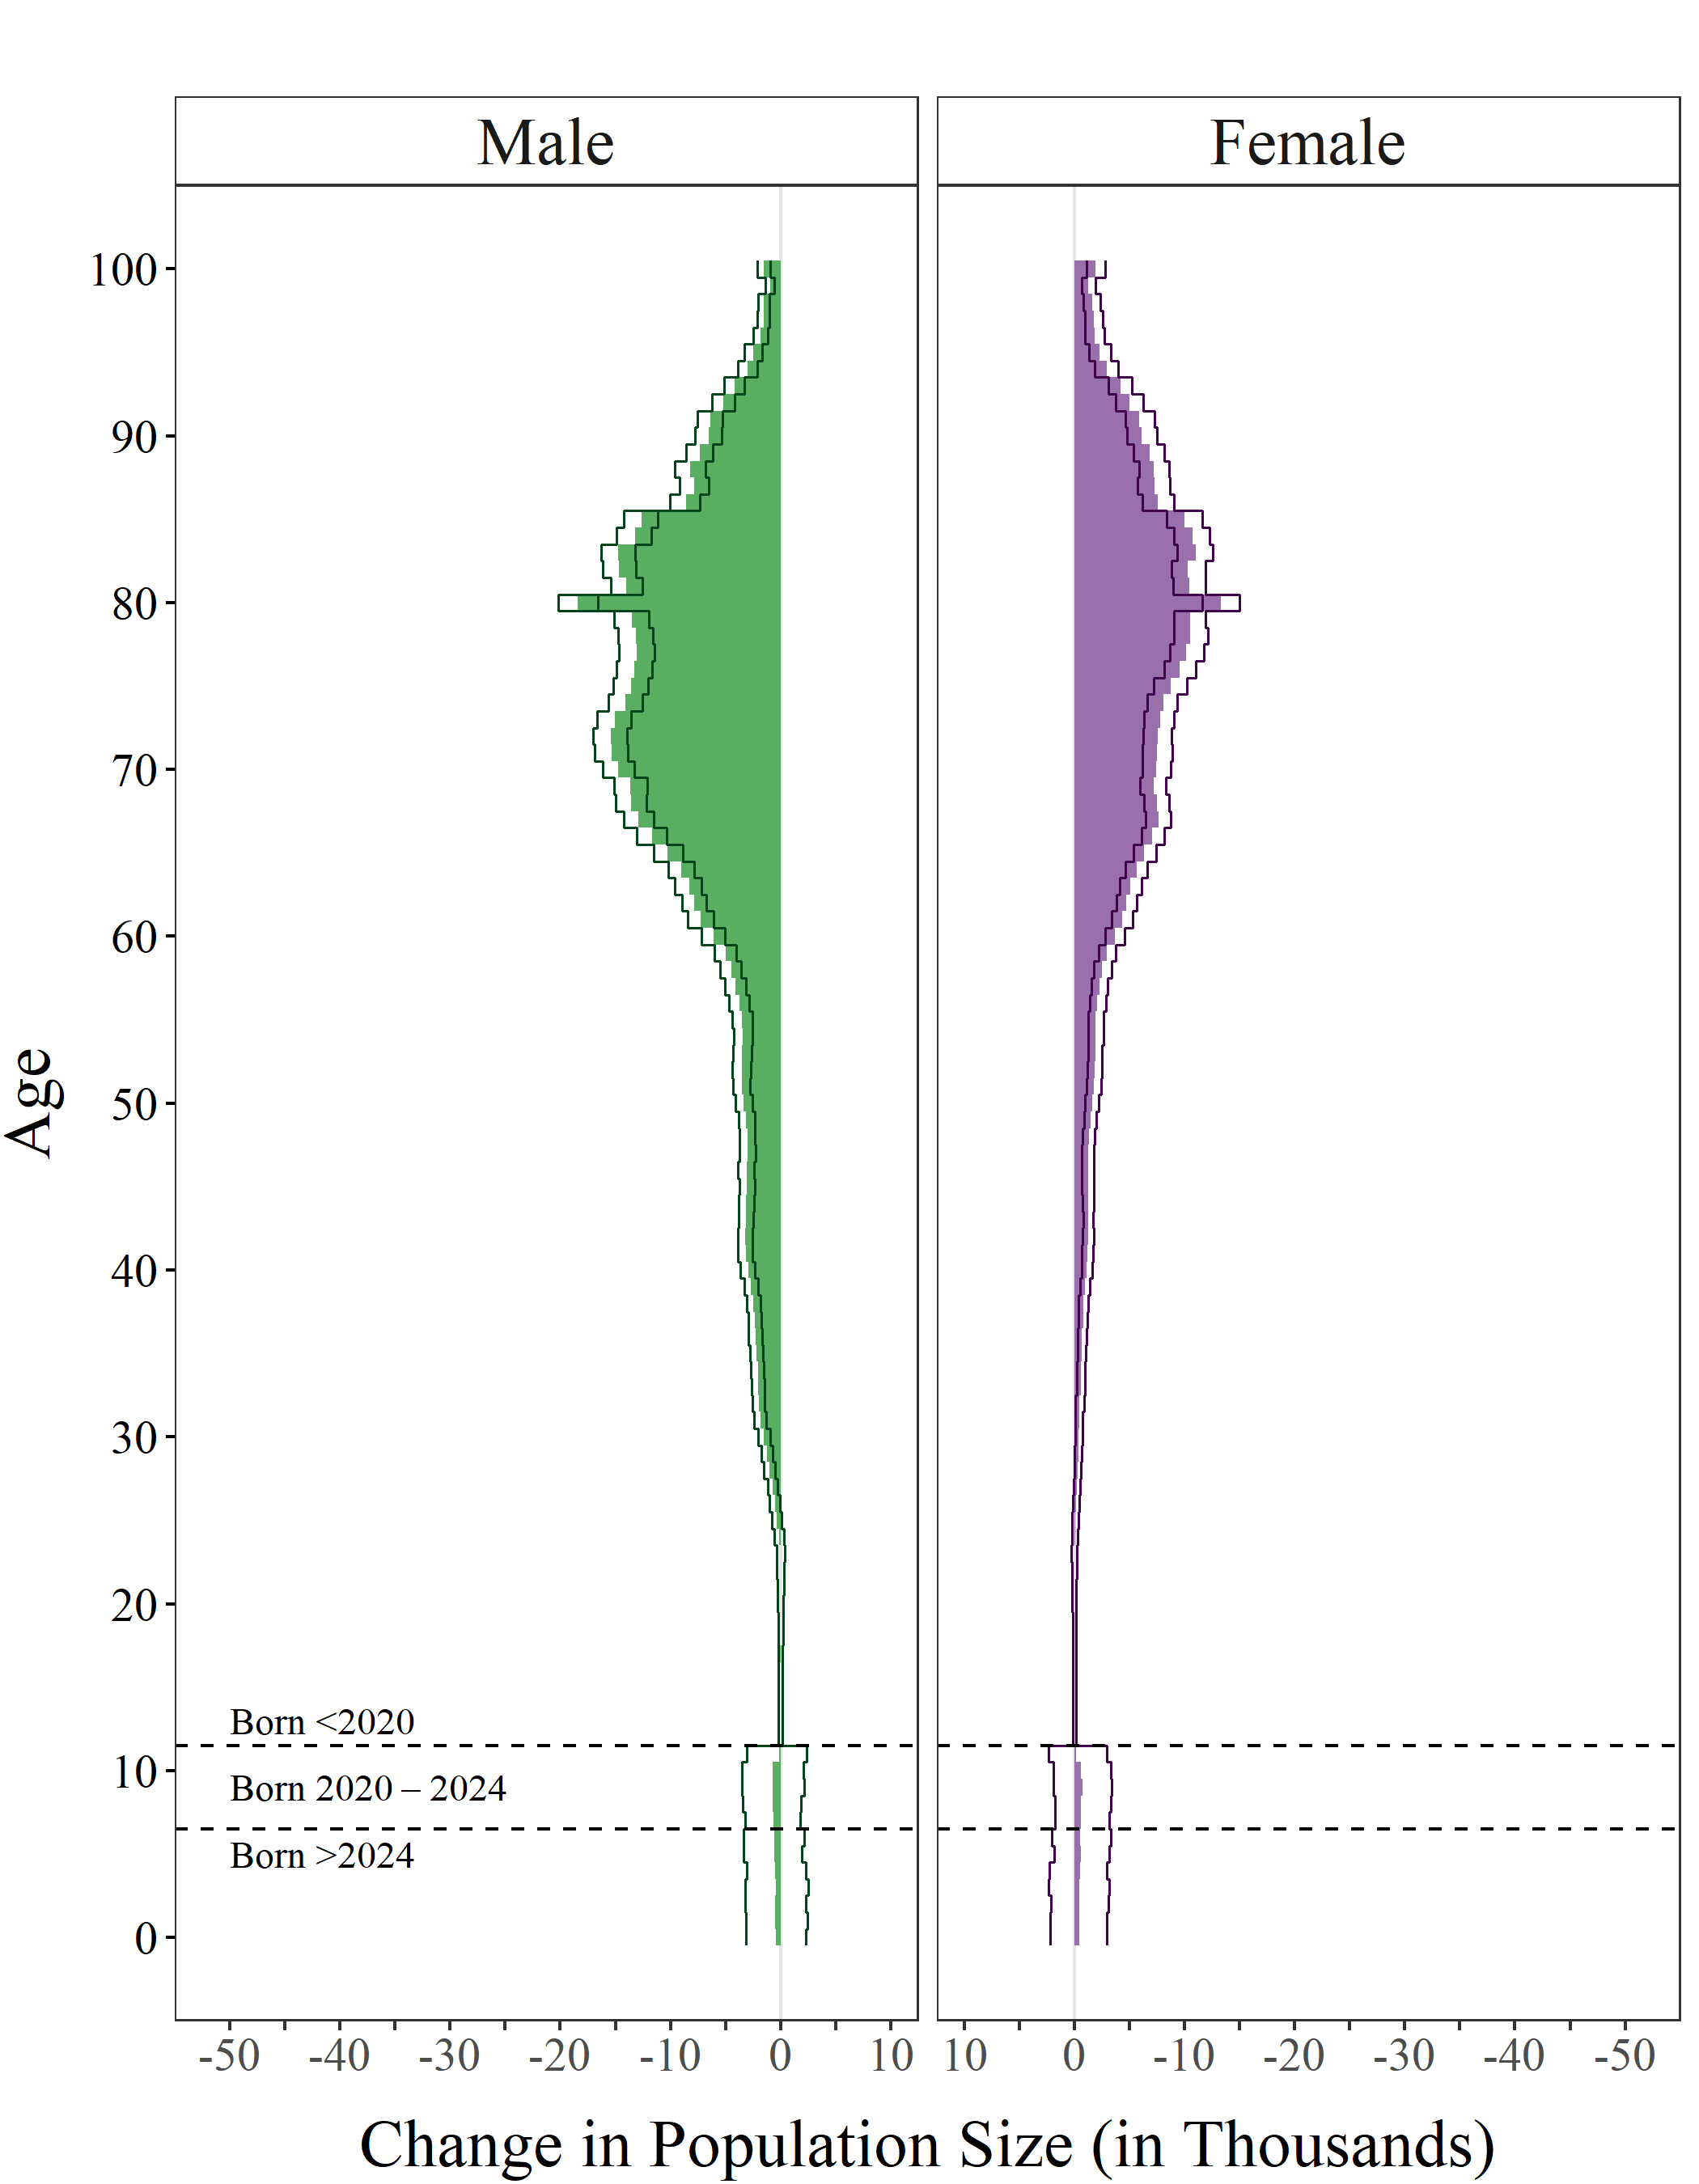 Male Female
100
90
80
70
60
50
40
30
20
10
0
Age
Born <2020
Born 2020 – 2024
Born >2024
-50 -40 -30 -20 -10 0 10 10 0 -10 -20 -30 -40 -50
Change in Population Size (in Thousands)